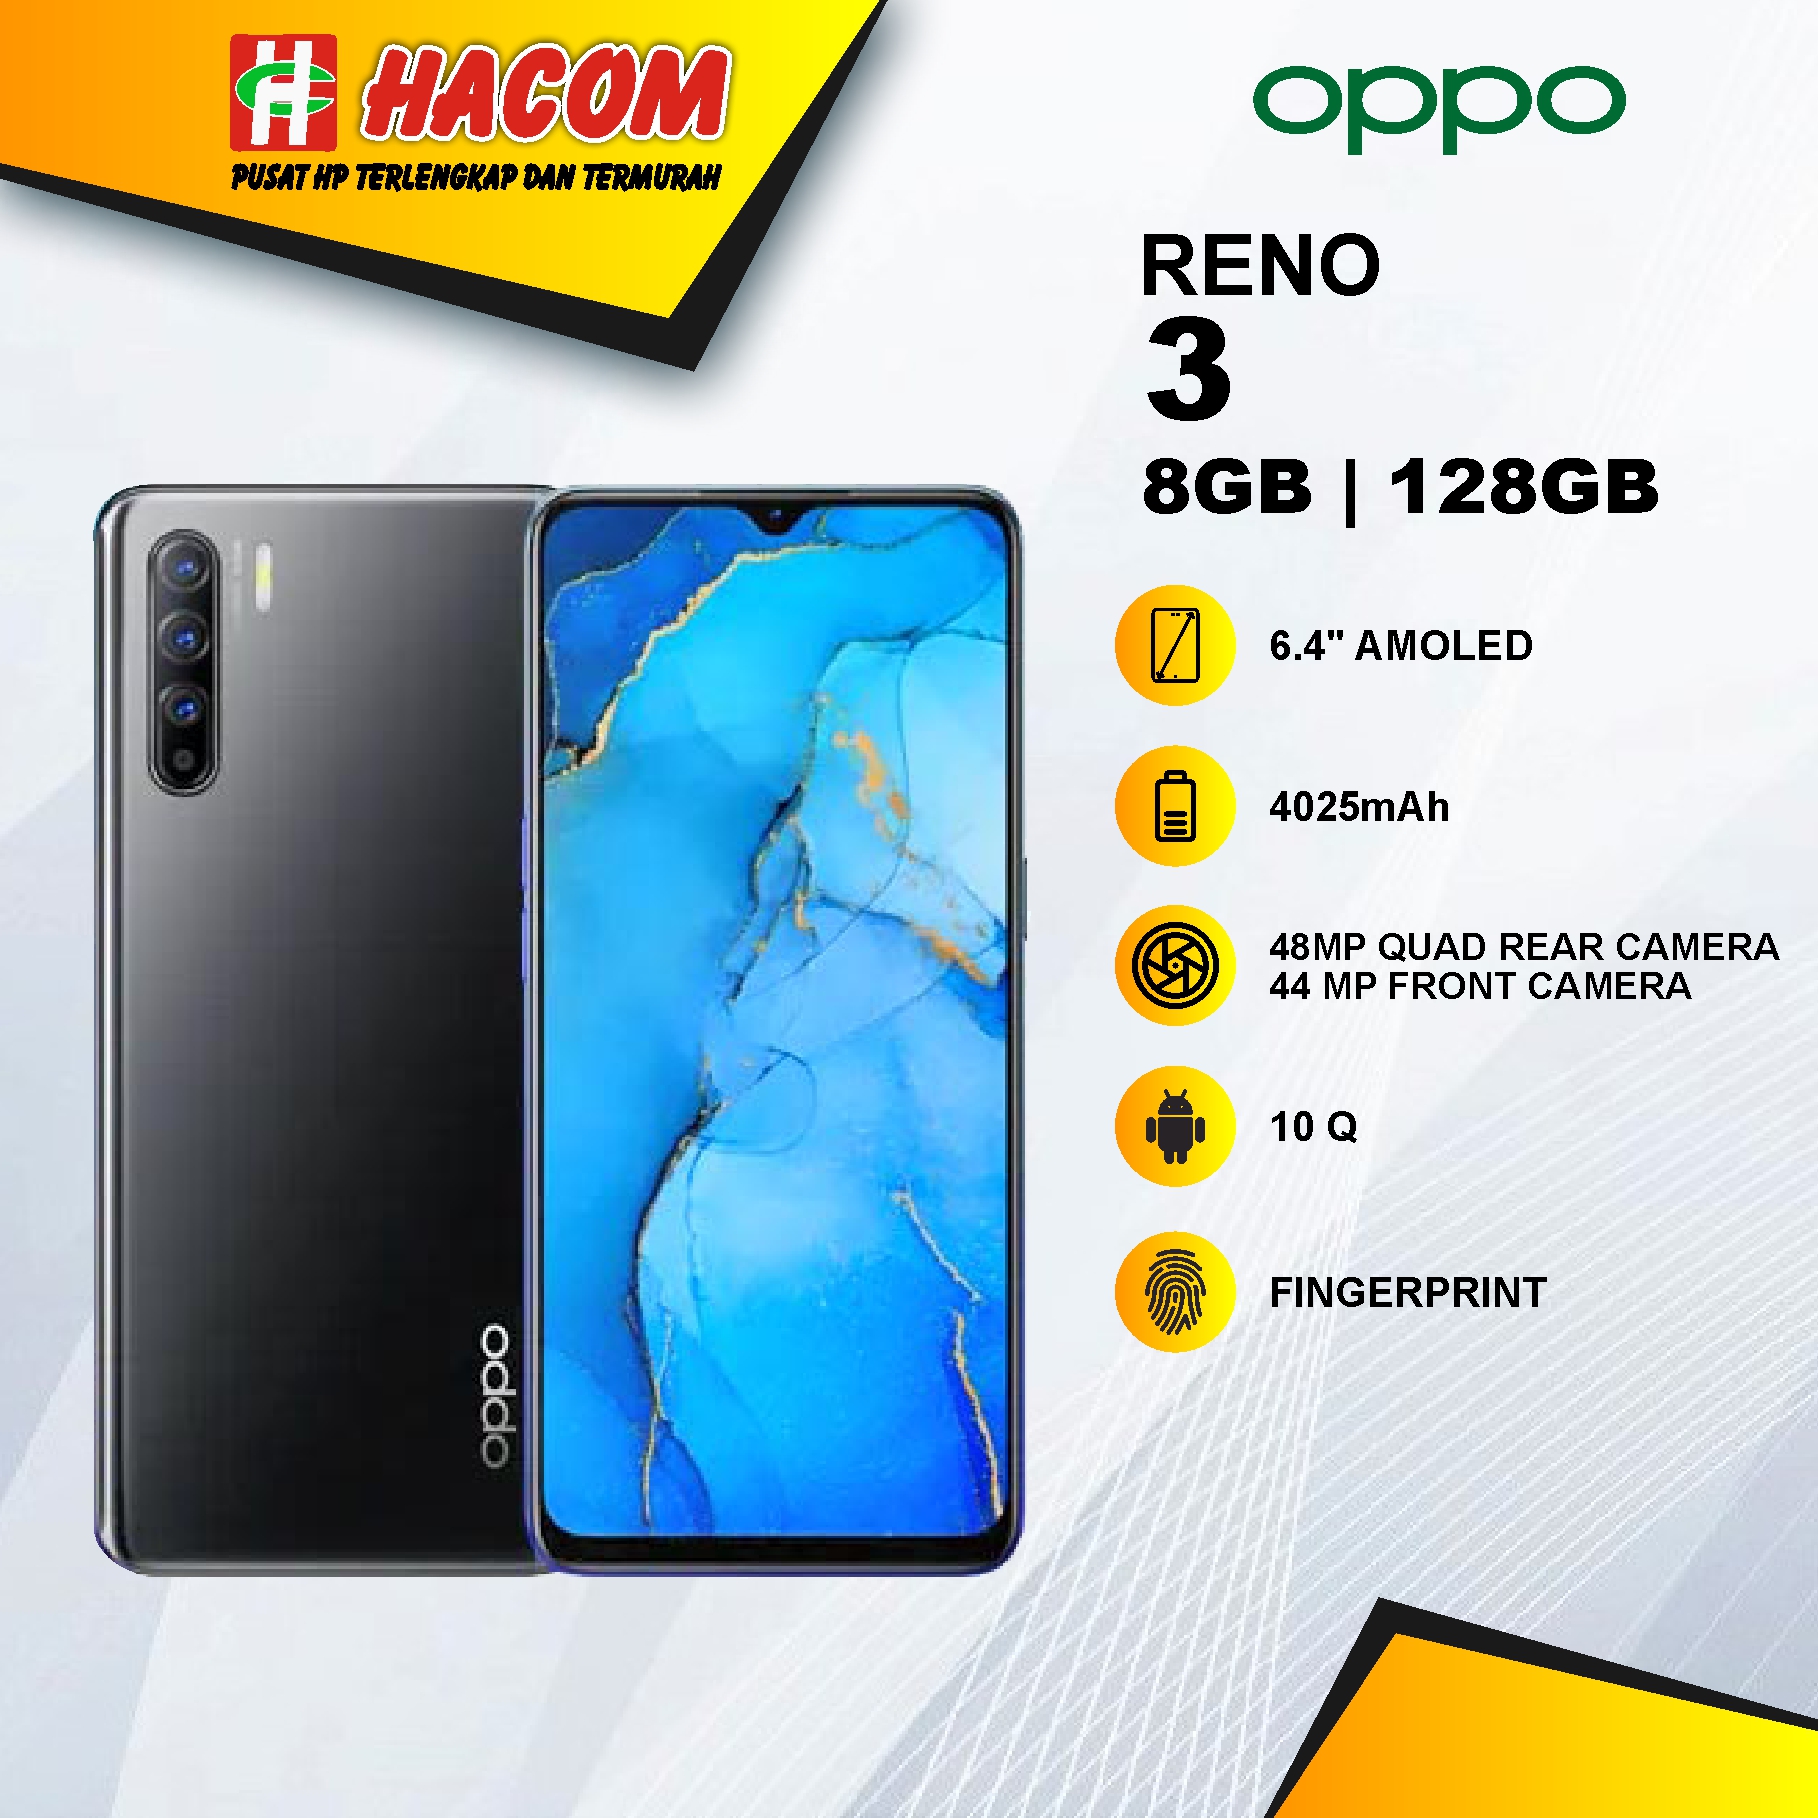 HACOM
PUSAT HP TERLENGKAP DAN TERMURAH
oppo
RENO
3
8GB | 128GB
6.4" AMOLED
4025mAh
48MP QUAD REAR CAMERA
44 MP FRONT CAMERA
10 Q
FINGERPRINT
oppo